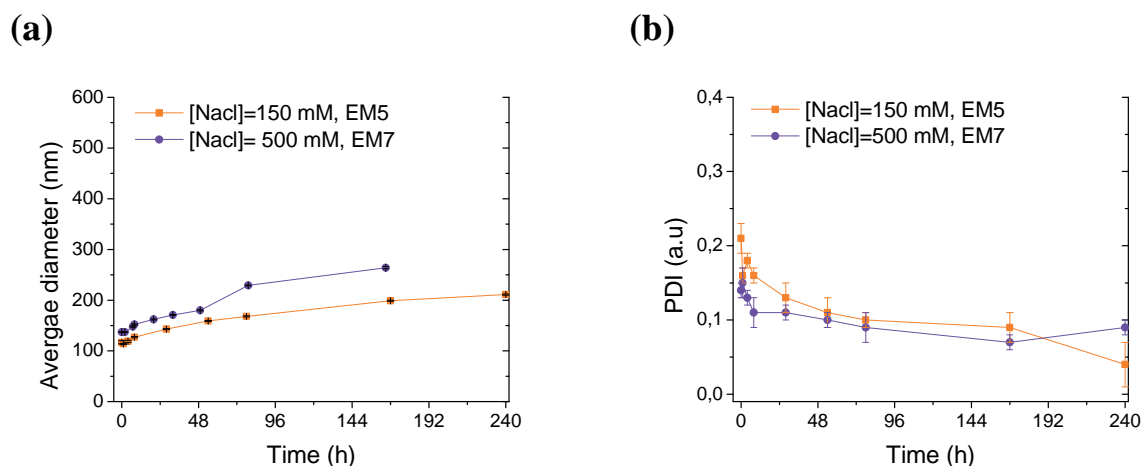 (a)
(b)
[Nacl]=150 mM, EM5
[Nacl]= 500 mM, EM7
600
500
400
300
200
100
0
Avergae diameter (nm)
0 48 96 144 192 240
Time (h)
[Nacl]=150 mM, EM5
[Nacl]=500 mM, EM7
0,4
0,3
0,2
0,1
0,0
PDI (a.u)
0 48 96 144 192 240
Time (h)